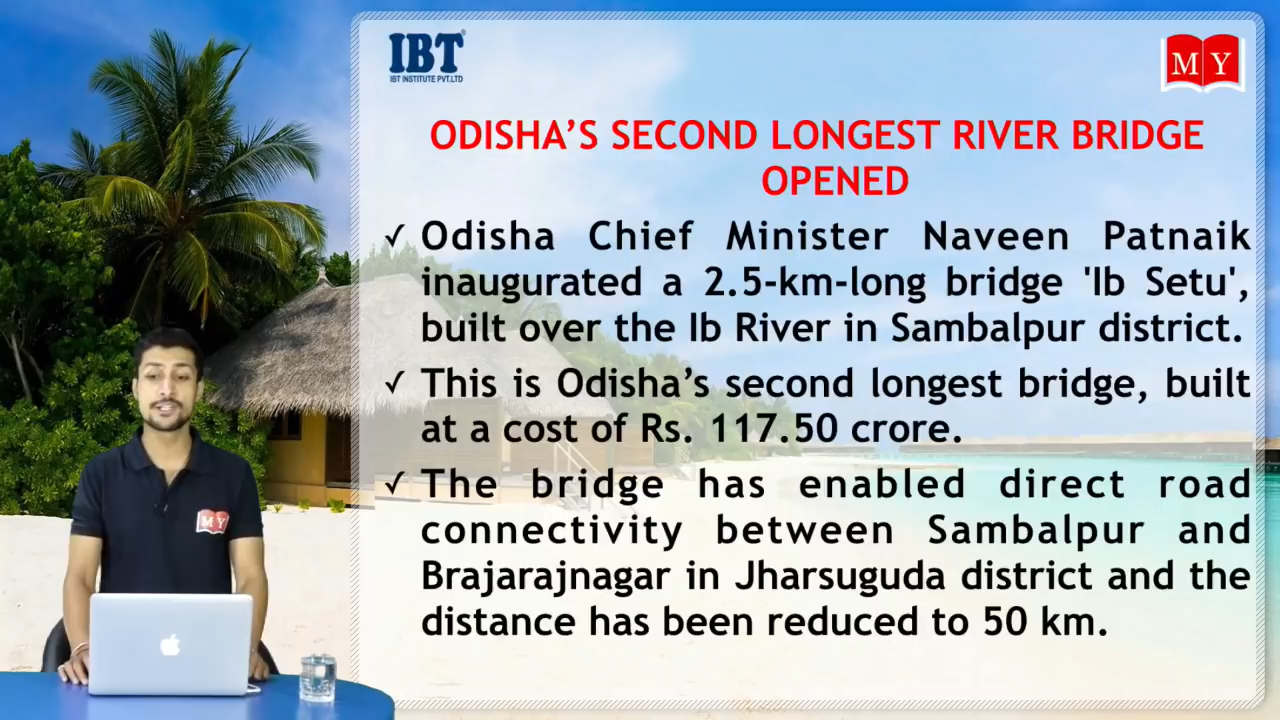 IBT
IBT INSTITUTE PVT.LTD
M Y
ODISHA’S SECOND LONGEST RIVER BRIDGE
OPENED
✓ Odisha Chief Minister Naveen Patnaik
inaugurated a 2.5-km-long bridge 'Ib Setu',
built over the Ib River in Sambalpur district.
✓ This is Odisha’s second longest bridge, built
at a cost of Rs. 117.50 crore.
✓ The bridge has enabled direct road
connectivity between Sambalpur and
Brajarajnagar in Jharsuguda district and the
distance has been reduced to 50 km.
M Y